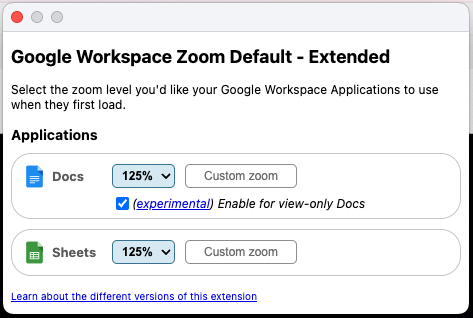 Google Workspace Zoom Default - Extended
Select the zoom level you'd like your Google Workspace Applications to use
when they first load.
Applications
Docs 125% Custom zoom
(experimental) Enable for view-only Docs
Sheets 125% Custom zoom
Learn about the different versions of this extension